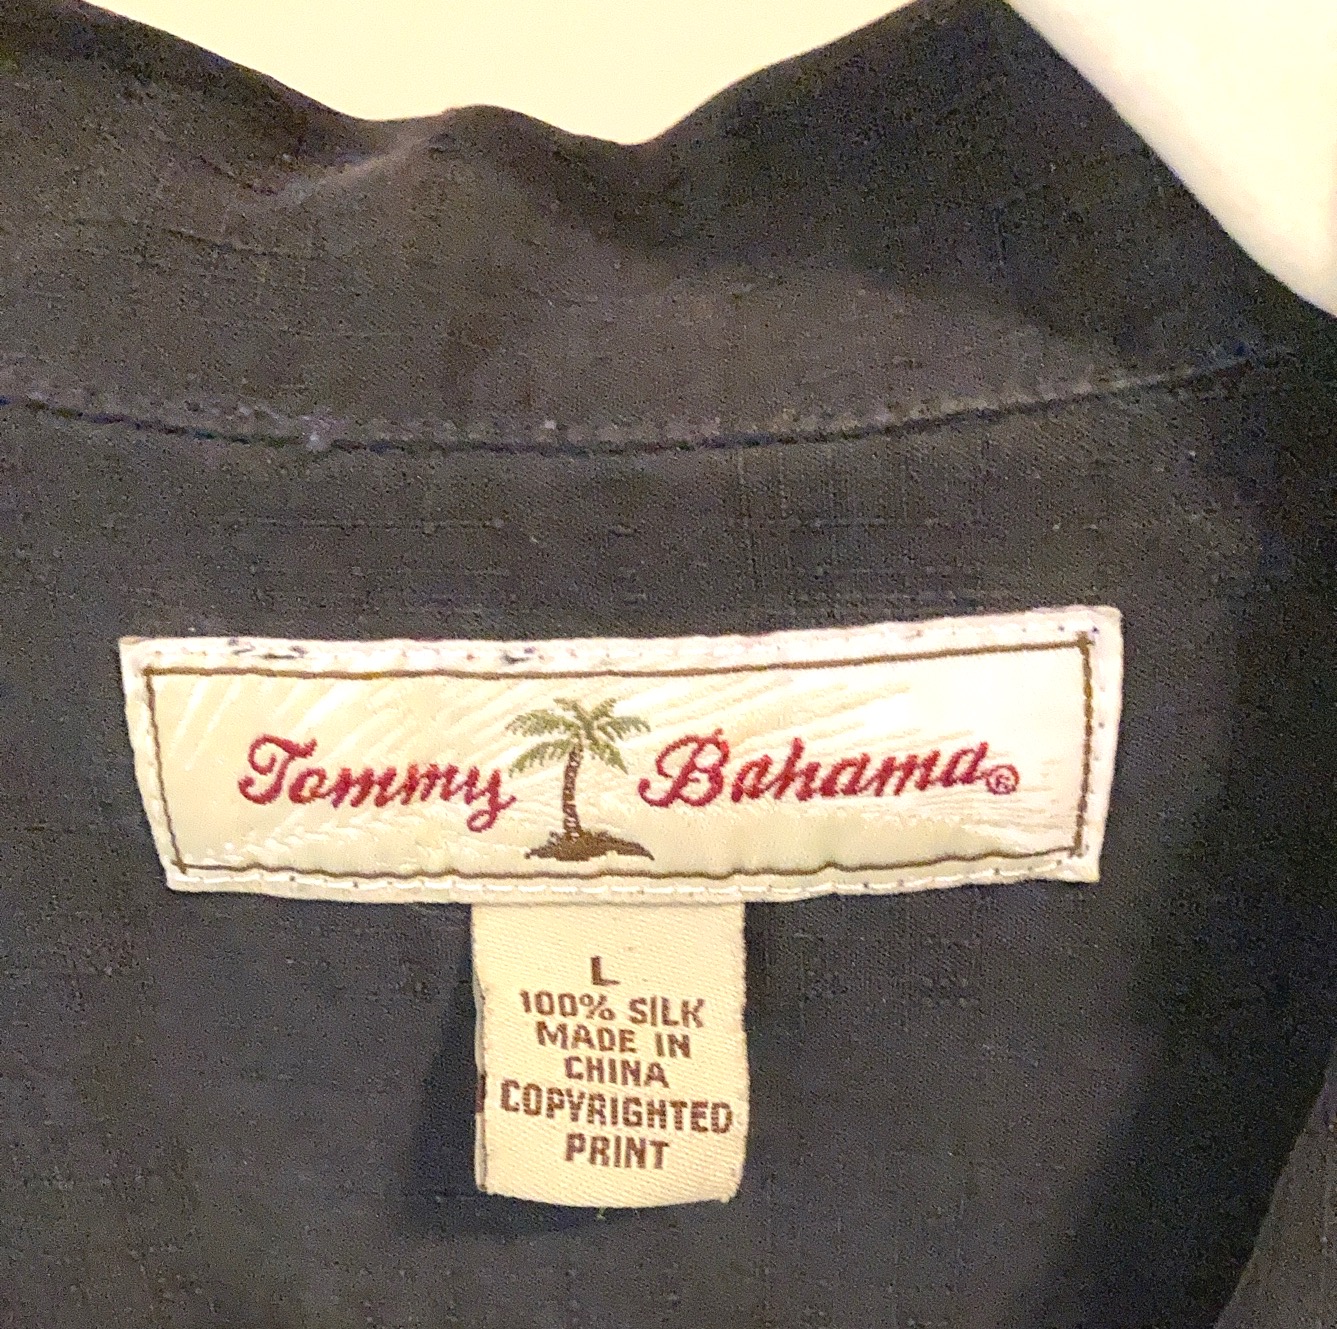 Tommy Bahama®
L
100% SILK
MADE IN
CHINA
COPYRIGHTED
PRINT